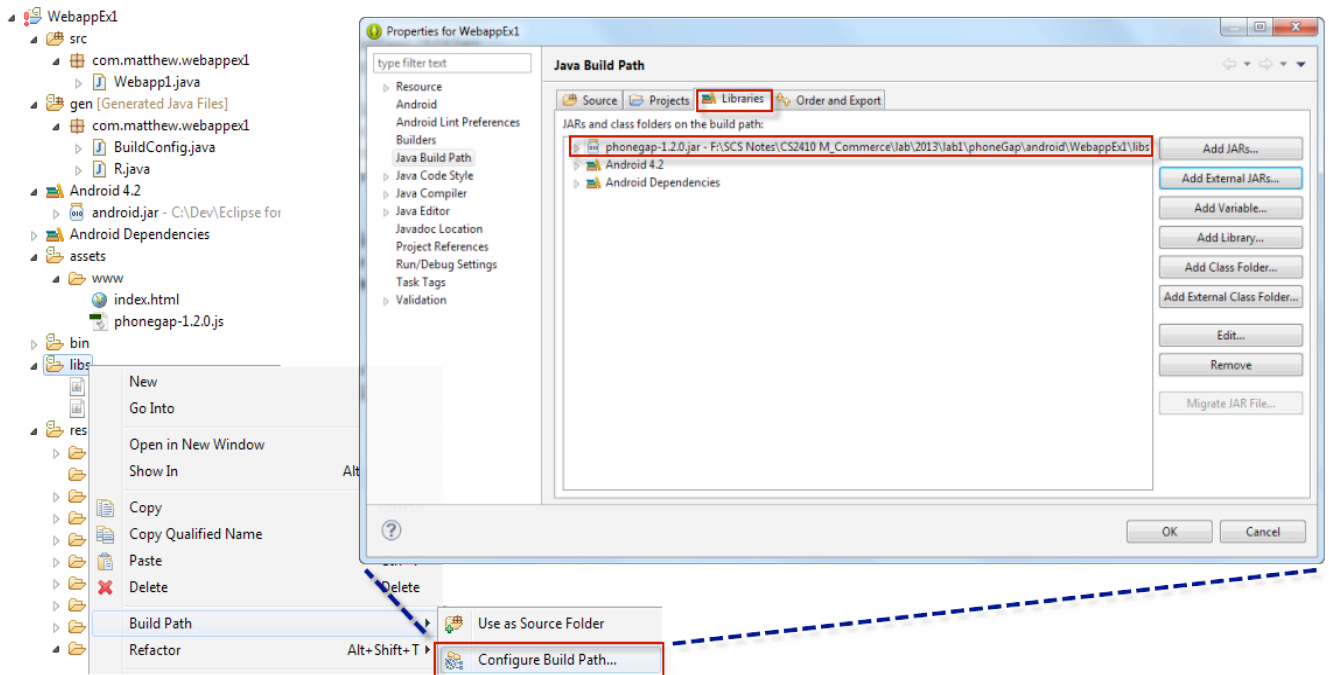 WebappEx1
src
com.matthew.webappex1
Webapp1.java
gen [Generated Java Files]
com.matthew.webappex1
BuildConfig.java
R.java
Android 4.2
android.jar - C:\Dev\Eclipse for
Android Dependencies
assets
www
index.html
phonegap-1.2.0.js
bin
libs
res
New
Go Into
Open in New Window
Show In Alt
Copy
Copy Qualified Name
Paste
Delete Delete
Build Path
Refactor Alt+Shift+T
Use as Source Folder
Configure Build Path...
Properties for WebappEx1
type filter text
Resource
Android
Android Lint Preferences
Builders
Java Build Path
Java Code Style
Java Compiler
Java Editor
Javadoc Location
Project References
Run/Debug Settings
Task Tags
Validation
Java Build Path
Source Projects Libraries Order and Export
JARs and class folders on the build path:
phonegap-1.2.0.jar - F:\SCS Notes\CS2410 M_Commerce\lab\2013\lab1\phoneGap\android\WebappEx1\libs
Android 4.2
Android Dependencies
Add JARs...
Add External JARs...
Add Variable...
Add Library...
Add Class Folder...
Add External Class Folder...
Edit...
Remove
Migrate JAR File...
?
OK Cancel